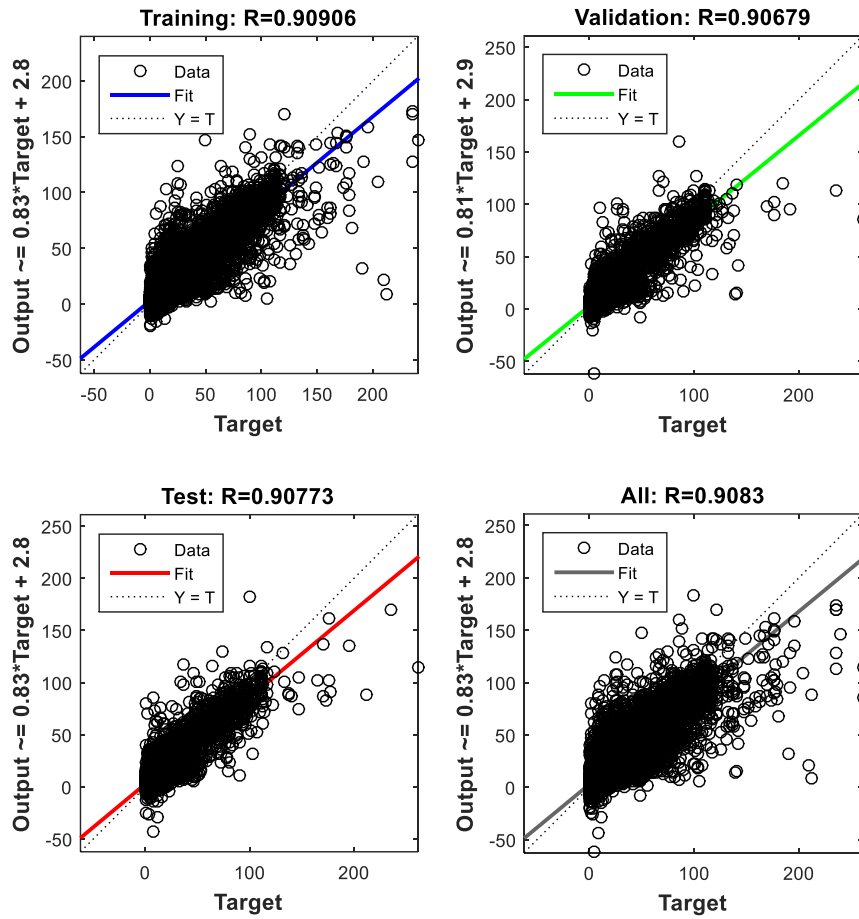 Training: R=0.90906
Output ~= 0.83*Target + 2.8
200
150
100
50
0
-50
Data
Fit
Y = T
-50
0
50
100
150
200
Target
Validation: R=0.90679
Output ~= 0.81*Target + 2.9
250
200
150
100
50
0
-50
Data
Fit
Y = T
0
100
200
Target
Test: R=0.90773
Output ~= 0.83*Target + 2.8
250
200
150
100
50
0
-50
Data
Fit
Y = T
0
100
200
Target
All: R=0.9083
Output ~= 0.83*Target + 2.8
250
200
150
100
50
0
-50
Data
Fit
Y = T
0
100
200
Target